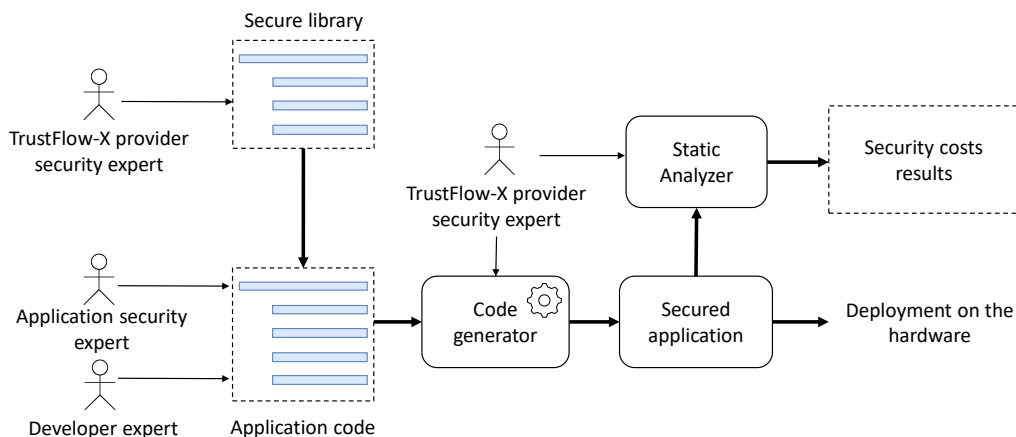 Secure library
TrustFlow-X provider
security expert
Static
Analyzer
Security costs
results
TrustFlow-X provider
security expert
Application security
expert
Code
generator
Secured
application
Deployment on the
hardware
Developer expert
Application code